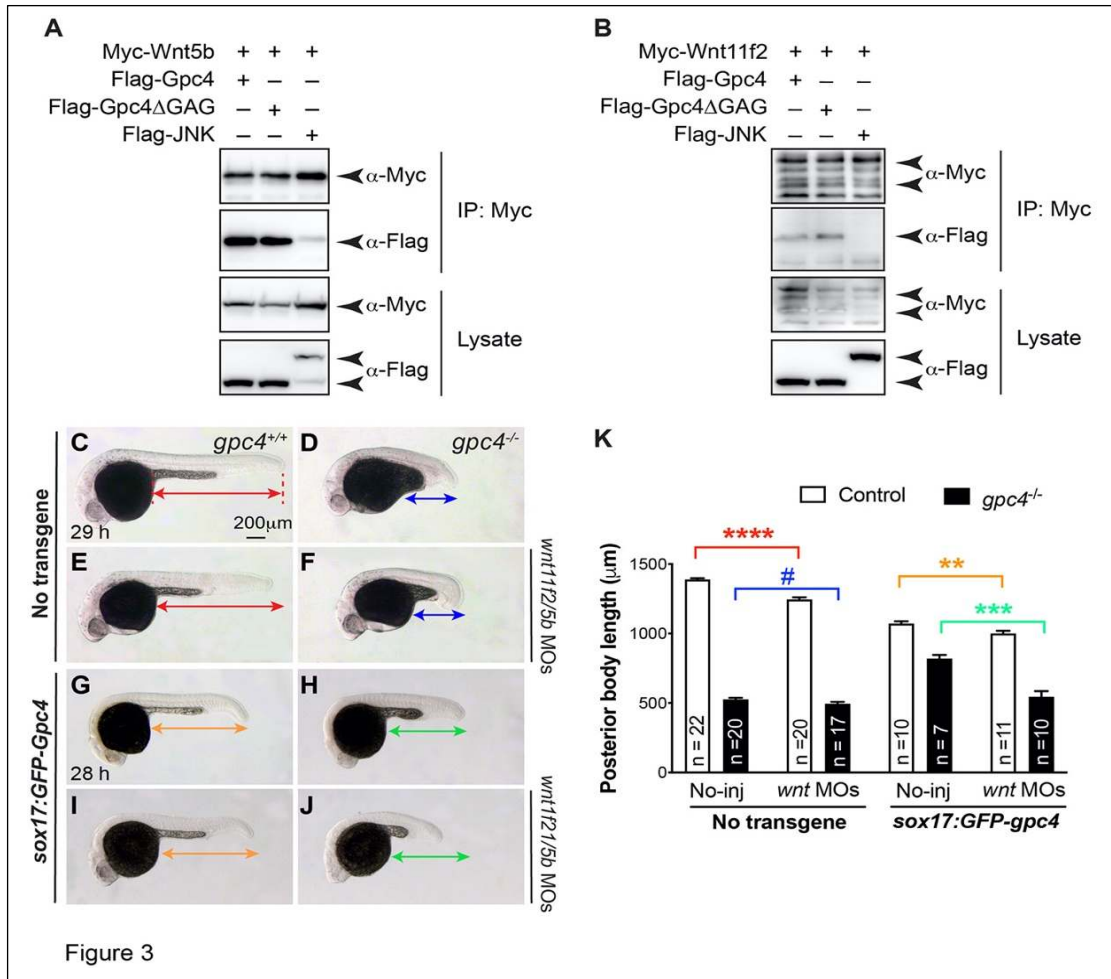 A
Myc-Wnt5b + + +
Flag-Gpc4 + – –
Flag-Gpc4ΔGAG – + –
Flag-JNK – – +
α-Myc
α-Flag
IP: Myc
α-Myc
α-Flag
Lysate
B
Myc-Wnt11f2 + + +
Flag-Gpc4 + – –
Flag-Gpc4ΔGAG – + –
Flag-JNK – – +
α-Myc
α-Flag
IP: Myc
α-Myc
α-Flag
Lysate
No transgene
C gpc4+/+
29 h
200μm
D gpc4-/-
E
F
wnt11f2/5b MOs
sox17:GFP-Gpc4
G
28 h
H
I
J
wnt1f21/5b MOs
K
Control gpc4-/-
**** # ** ***
Posterior body length (μm)
1500
1000
500
0
n = 22
n =20
n =20
n = 17
n =10
n = 7
n = 11
n =10
No-inj wnt MOs No-inj wnt MOs
No transgene sox17:GFP-gpc4
Figure 3